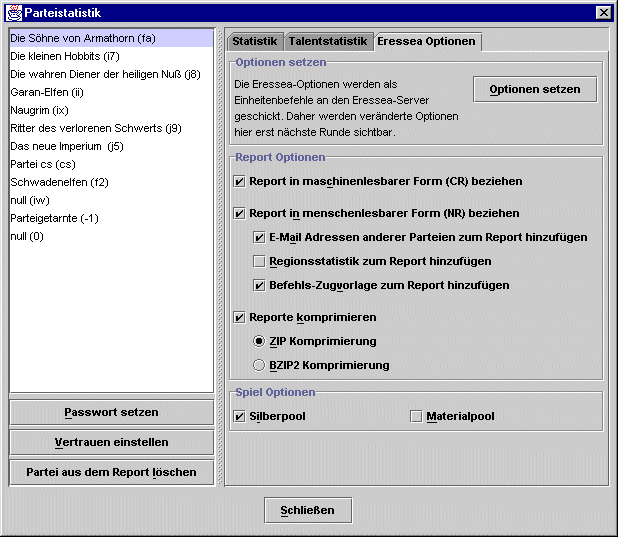 Parteistatistik
Die Söhne von Armathorn (fa)
Die kleinen Hobbits (i7)
Die wahren Diener der heiligen Nuß (j8)
Garan-Elfen (ii)
Naugrim (ix)
Ritter des verlorenen Schwerts (j9)
Das neue Imperium  (j5)
Partei cs (cs)
Schwadenelfen (f2)
null (iw)
Parteigetarnte (-1)
null (0)
Passwort setzen
Vertrauen einstellen
Partei aus dem Report löschen
Statistik
Talentstatistik
Eressea Optionen
Optionen setzen
Die Eressea-Optionen werden als
Einheitenbefehle an den Eressea-Server
geschickt. Daher werden veränderte Optionen
hier erst nächste Runde sichtbar.
Optionen setzen
Report Optionen
Report in maschinenlesbarer Form (CR) beziehen
Report in menschenlesbarer Form (NR) beziehen
E-Mail Adressen anderer Parteien zum Report hinzufügen
Regionsstatistik zum Report hinzufügen
Befehls-Zugvorlage zum Report hinzufügen
Reporte komprimieren
ZIP Komprimierung
BZIP2 Komprimierung
Spiel Optionen
Silberpool
Materialpool
Schließen